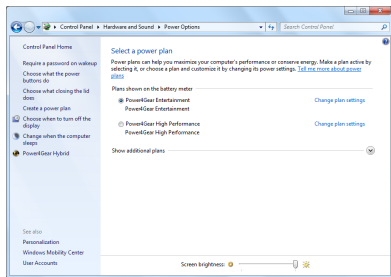 Control Panel ▸ Hardware and Sound ▸ Power Options
Search Control Panel
Control Panel Home
Require a password on wakeup
Choose what the power
buttons do
Choose what closing the lid
does
Create a power plan
Choose when to turn off the
display
Change when the computer
sleeps
Power4Gear Hybrid
See also
Personalization
Windows Mobility Center
User Accounts
Select a power plan
Power plans can help you maximize your computer's performance or conserve energy. Make a plan active by
selecting it, or choose a plan and customize it by changing its power settings. Tell me more about power
plans
Plans shown on the battery meter
Power4Gear Entertainment
Change plan settings
Power4Gear Entertainment
Power4Gear High Performance
Change plan settings
Power4Gear High Performance
Show additional plans
Screen brightness: